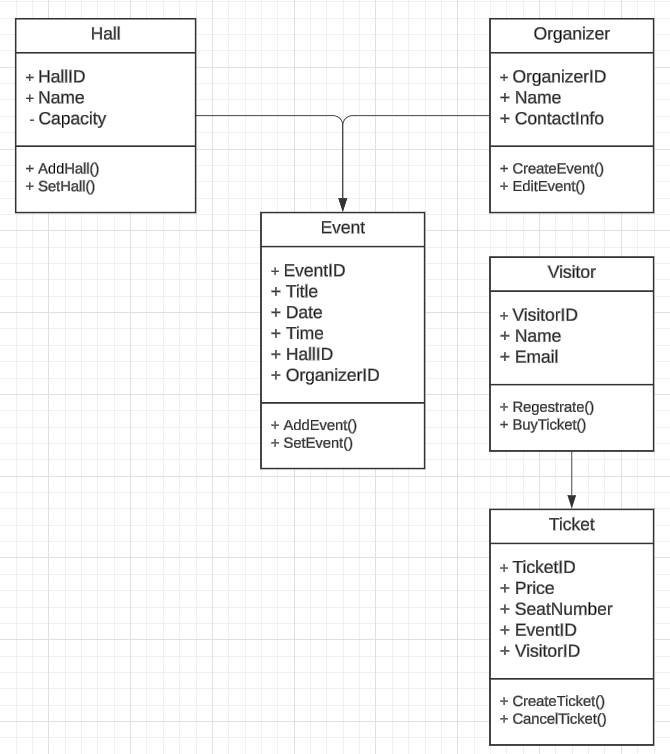 Hall
+ HallID
+ Name
- Capacity
+ AddHall()
+ SetHall()
Organizer
+ OrganizerID
+ Name
+ ContactInfo
+ CreateEvent()
+ EditEvent()
Event
+ EventID
+ Title
+ Date
+ Time
+ HallID
+ OrganizerID
+ AddEvent()
+ SetEvent()
Visitor
+ VisitorID
+ Name
+ Email
+ Regestrate()
+ BuyTicket()
Ticket
+ TicketID
+ Price
+ SeatNumber
+ EventID
+ VisitorID
+ CreateTicket()
+ CancelTicket()